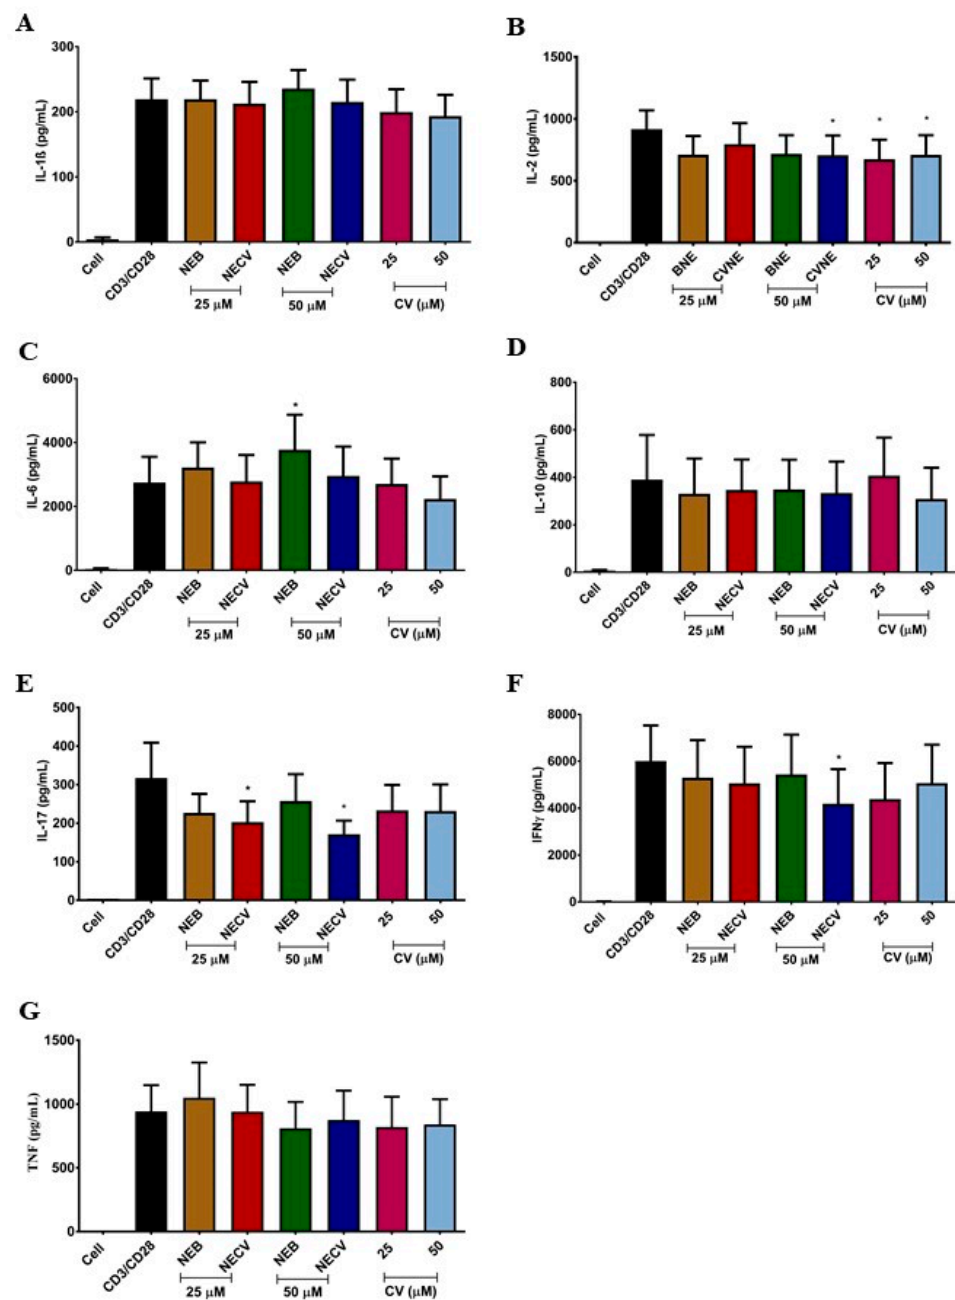 A
300
200
100
0
IL-1ß (pg/mL)
Cell
CD3/CD28
NEB
NECV
NEB
NECV
25
50
25 µM
50 µM
CV (µM)
B
1500
1000
500
0
IL-2 (pg/mL)
* * *
Cell
CD3/CD28
BNE
CVNE
BNE
CVNE
25
50
25 µM
50 µM
CV (µM)
C
6000
4000
2000
0
IL-6 (pg/mL)
*
Cell
CD3/CD28
NEB
NECV
NEB
NECV
25
50
25 µM
50 µM
CV (µM)
D
800
600
400
200
0
IL-10 (pg/mL)
Cell
CD3/CD28
NEB
NECV
NEB
NECV
25
50
25 µM
50 µM
CV (µM)
E
500
400
300
200
100
0
IL-17 (pg/mL)
* *
Cell
CD3/CD28
NEB
NECV
NEB
NECV
25
50
25 µM
50 µM
CV (µM)
F
8000
6000
4000
2000
0
IFNγ (pg/mL)
*
Cell
CD3/CD28
NEB
NECV
NEB
NECV
25
50
25 µM
50 µM
CV (µM)
G
1500
1000
500
0
TNF (pg/mL)
Cell
CD3/CD28
NEB
NECV
NEB
NECV
25
50
25 µM
50 µM
CV (µM)